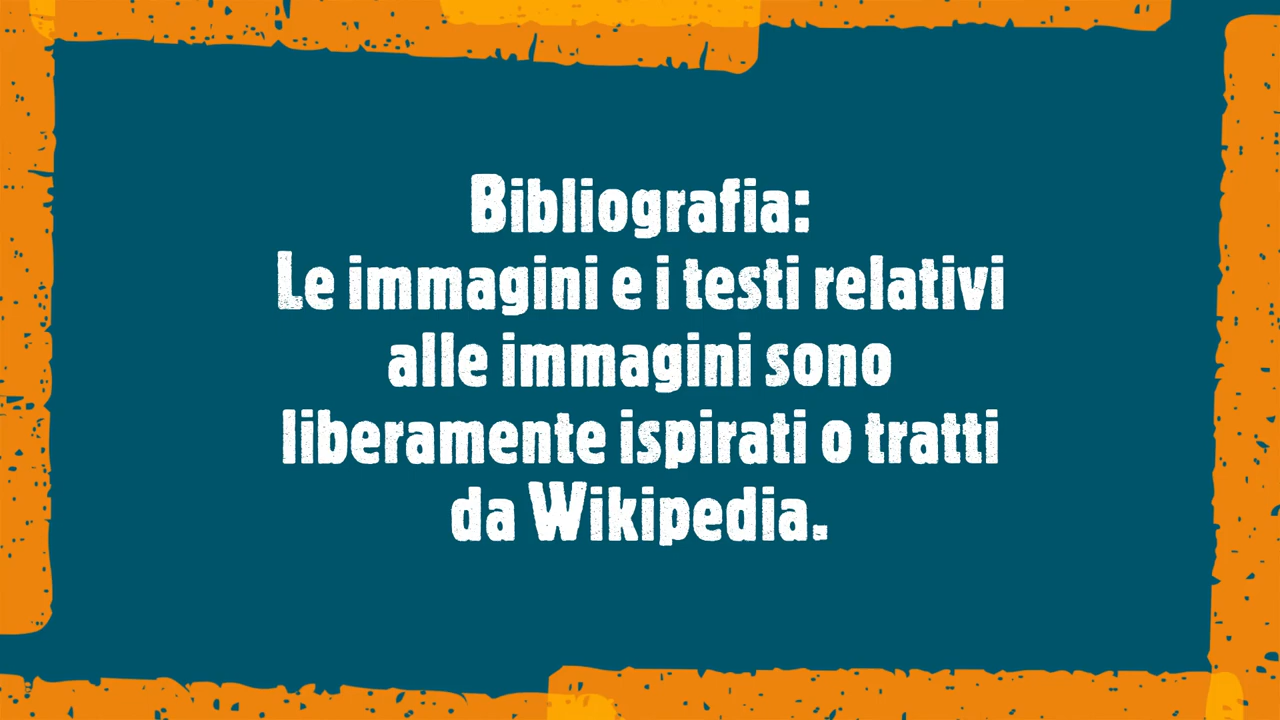 Bibliografia:
Le immagini e i testi relativi
alle immagini sono
liberamente ispirati o tratti
da Wikipedia.